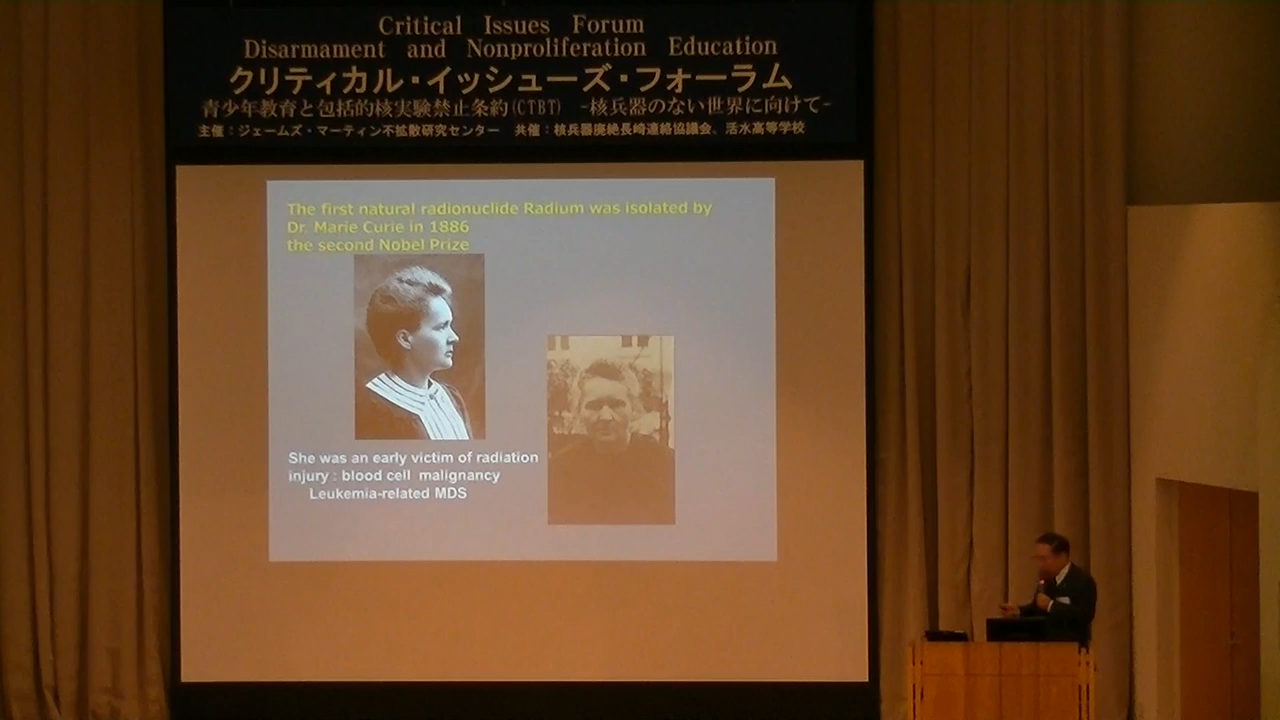 Critical Issues Forum
Disarmament and Nonproliferation Education
クリティカル・イッシューズ・フォーラム
青少年教育と包括的核実験禁止条約(CTBT) -核兵器のない世界に向けて-
主催：ジェームズ・マーティン不拡散研究センター 共催：核兵器廃絶長崎連絡協議会、活水高等学校
The first natural radionuclide Radium was isolated by
Dr. Marie Curie in 1886
the second Nobel Prize
She was an early victim of radiation
injury : blood cell malignancy
Leukemia-related MDS